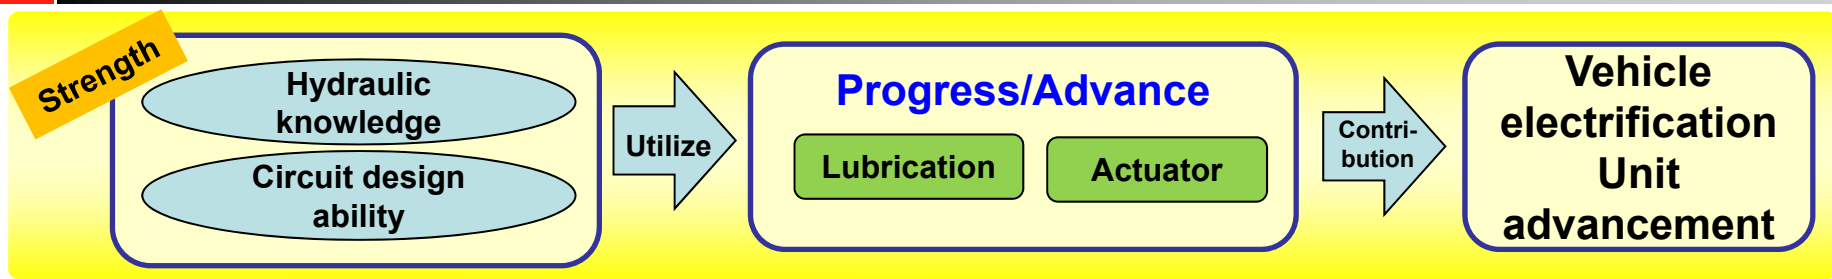 Strength
Hydraulic
knowledge
Circuit design
ability
Utilize
Progress/Advance
Lubrication
Actuator
Contri-
bution
Vehicle
electrification
Unit
advancement